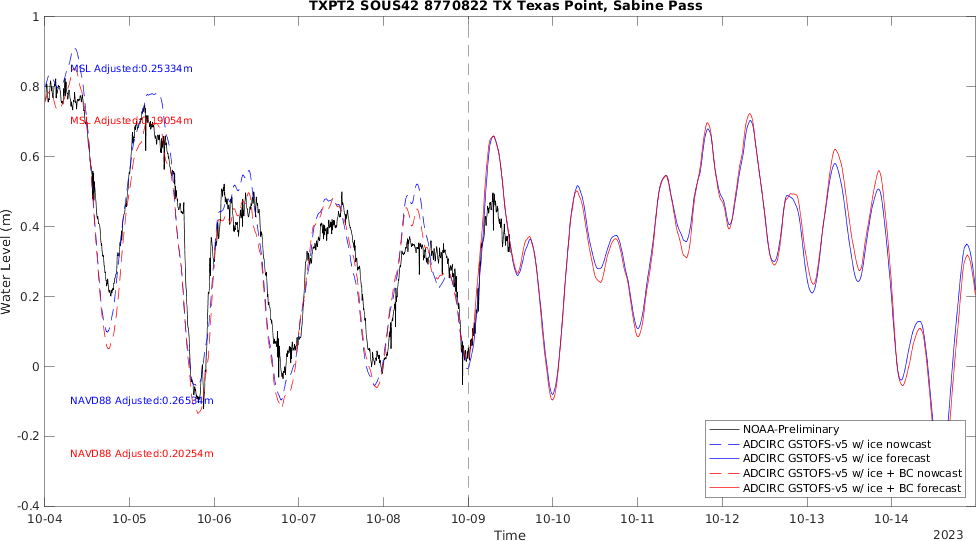 TXPT2 SOUS42 8770822 TX Texas Point, Sabine Pass
1
0.8
0.6
0.4
0.2
0
-0.2
-0.4
Water Level (m)
MSL Adjusted:0.25334m
MSL Adjusted:0.19054m
NAVD88 Adjusted:0.26534m
NAVD88 Adjusted:0.20254m
NOAA-Preliminary
ADCIRC GSTOFS-v5 w/ ice nowcast
ADCIRC GSTOFS-v5 w/ ice forecast
ADCIRC GSTOFS-v5 w/ ice + BC nowcast
ADCIRC GSTOFS-v5 w/ ice + BC forecast
10-04 10-05 10-06 10-07 10-08 10-09 10-10 10-11 10-12 10-13 10-14
Time
2023